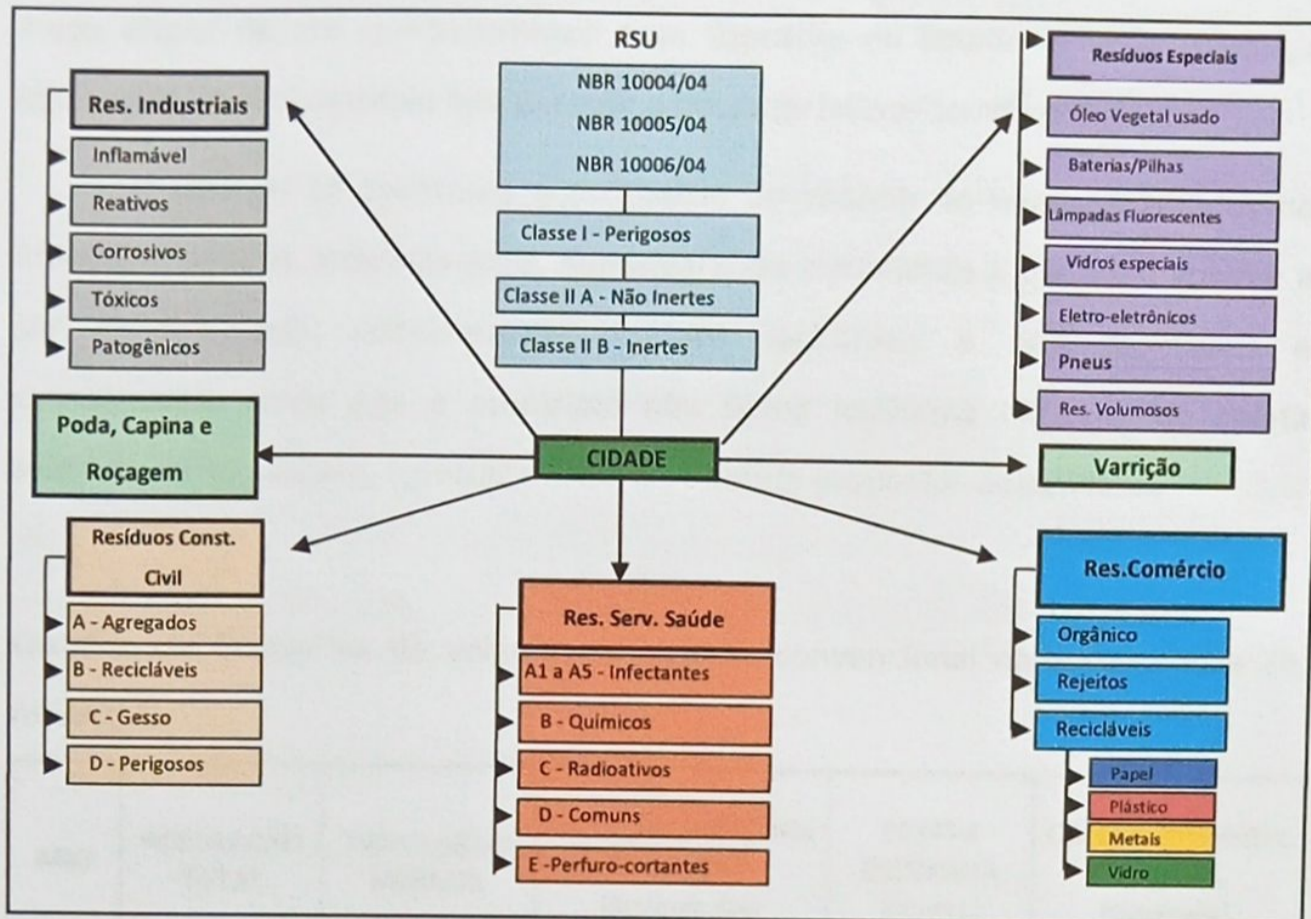 RSU
NBR 10004/04
NBR 10005/04
NBR 10006/04
Classe I - Perigosos
Classe II A - Não Inertes
Classe II B - Inertes
CIDADE
Res. Industriais
Inflamável
Reativos
Corrosivos
Tóxicos
Patogênicos
Poda, Capina e
Roçagem
Resíduos Const.
Civil
A - Agregados
B - Recicláveis
C - Gesso
D - Perigosos
Res. Serv. Saúde
A1 a A5 - Infectantes
B - Químicos
C - Radioativos
D - Comuns
E -Perfuro-cortantes
Resíduos Especiais
Óleo Vegetal usado
Baterias/Pilhas
Lâmpadas Fluorescentes
Vidros especiais
Eletro-eletrônicos
Pneus
Res. Volumosos
Varrição
Res.Comércio
Orgânico
Rejeitos
Recicláveis
Papel
Plástico
Metais
Vidro